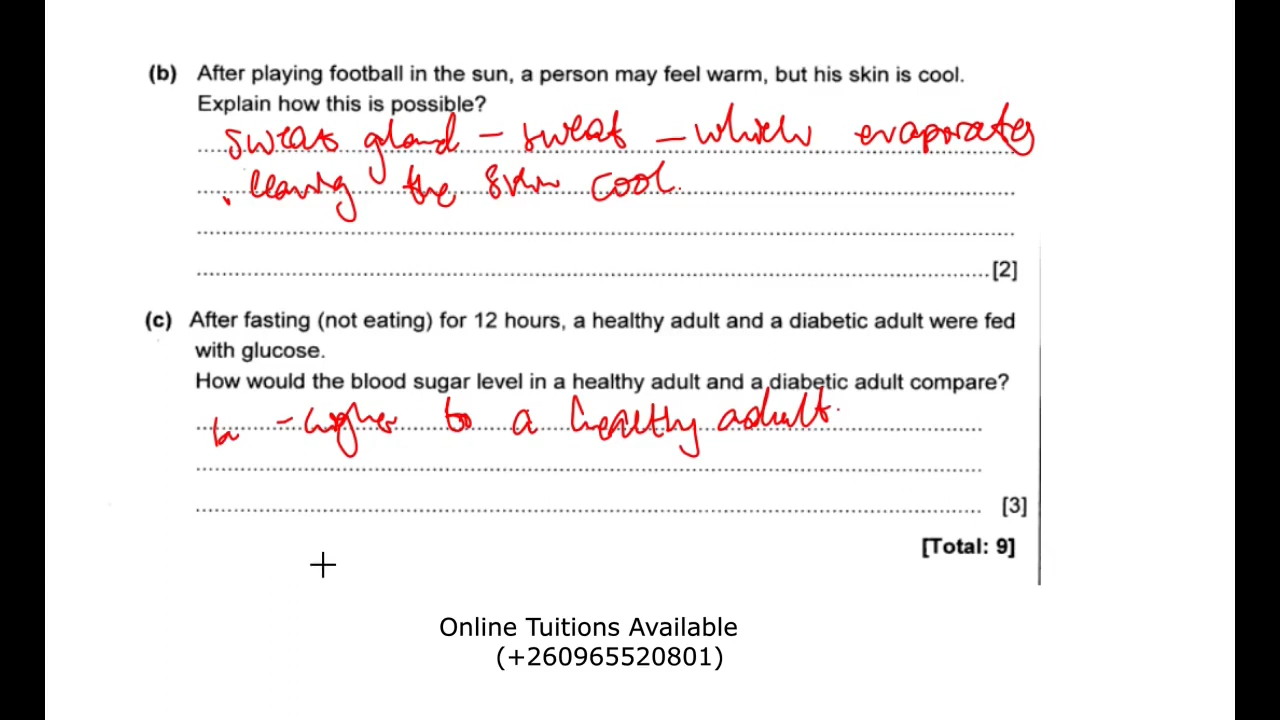 (b) After playing football in the sun, a person may feel warm, but his skin is cool.
Explain how this is possible?
sweat gland - sweat - which evaporates
leaving the skin cool.
[2]
(c) After fasting (not eating) for 12 hours, a healthy adult and a diabetic adult were fed
with glucose.
How would the blood sugar level in a healthy adult and a diabetic adult compare?
- higher to a healthy adult.
[3]
[Total: 9]
Online Tuitions Available
(+260965520801)